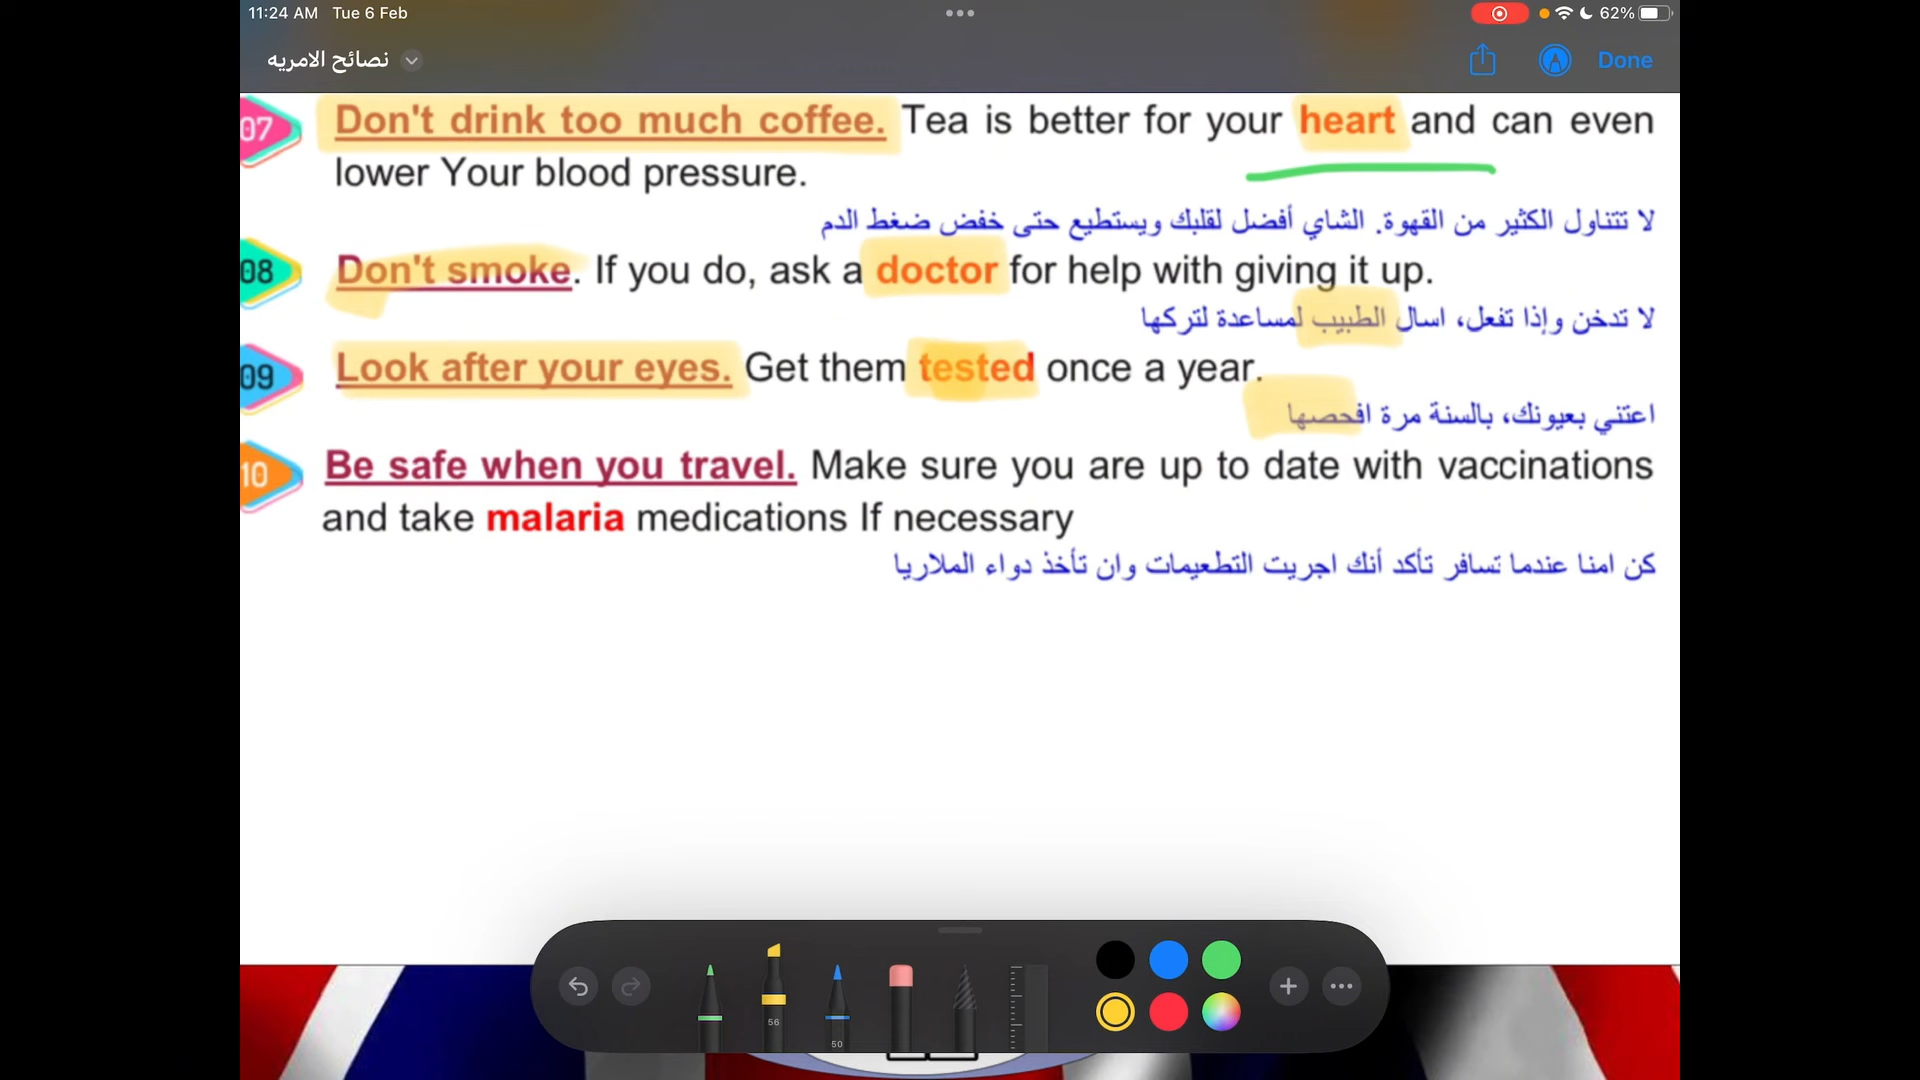 11:24 AM Tue 6 Feb
62%
نصائح الامريه
Done
07
Don't drink too much coffee. Tea is better for your heart and can even
lower Your blood pressure.
لا تتناول الكثير من القهوة. الشاي أفضل لقلبك ويستطيع حتى خفض ضغط الدم
08
Don't smoke. If you do, ask a doctor for help with giving it up.
لا تدخن وإذا تفعل، اسال الطبيب لمساعدة لتركها
09
Look after your eyes. Get them tested once a year.
اعتني بعيونك، بالسنة مرة افحصها
10
Be safe when you travel. Make sure you are up to date with vaccinations
and take malaria medications If necessary
كن امنا عندما تسافر تأكد أنك اجريت التطعيمات وان تأخذ دواء الملاريا
56
50